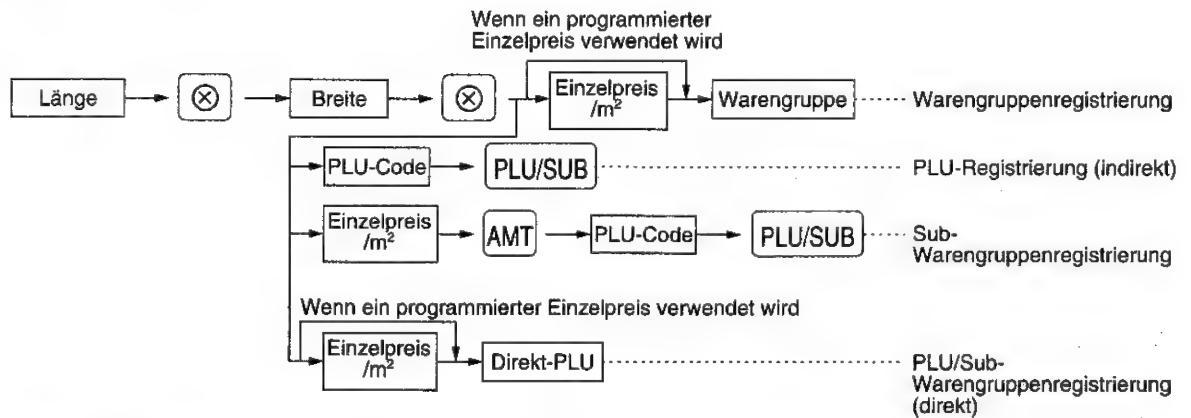 Wenn ein programmierter
Einzelpreis verwendet wird
Länge
⊗
Breite
⊗
Einzelpreis
/m²
Warengruppe
Warengruppenregistrierung
PLU-Code
PLU/SUB
PLU-Registrierung (indirekt)
Einzelpreis
/m²
AMT
PLU-Code
PLU/SUB
Sub-
Warengruppenregistrierung
Wenn ein programmierter Einzelpreis verwendet wird
Einzelpreis
/m²
Direkt-PLU
PLU/Sub-
Warengruppenregistrierung
(direkt)